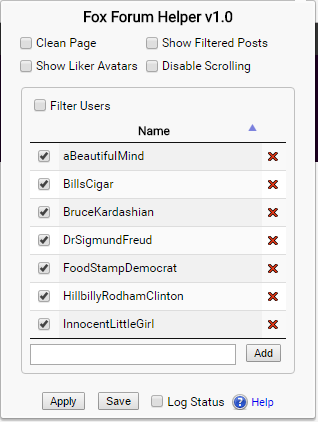 Fox Forum Helper v1.0
Clean Page Show Filtered Posts
Show Liker Avatars Disable Scrolling
Filter Users
Name
aBeautifulMind
BillsCigar
BruceKardashian
DrSigmundFreud
FoodStampDemocrat
HillbillyRodhamClinton
InnocentLittleGirl
Add
Apply Save Log Status ? Help